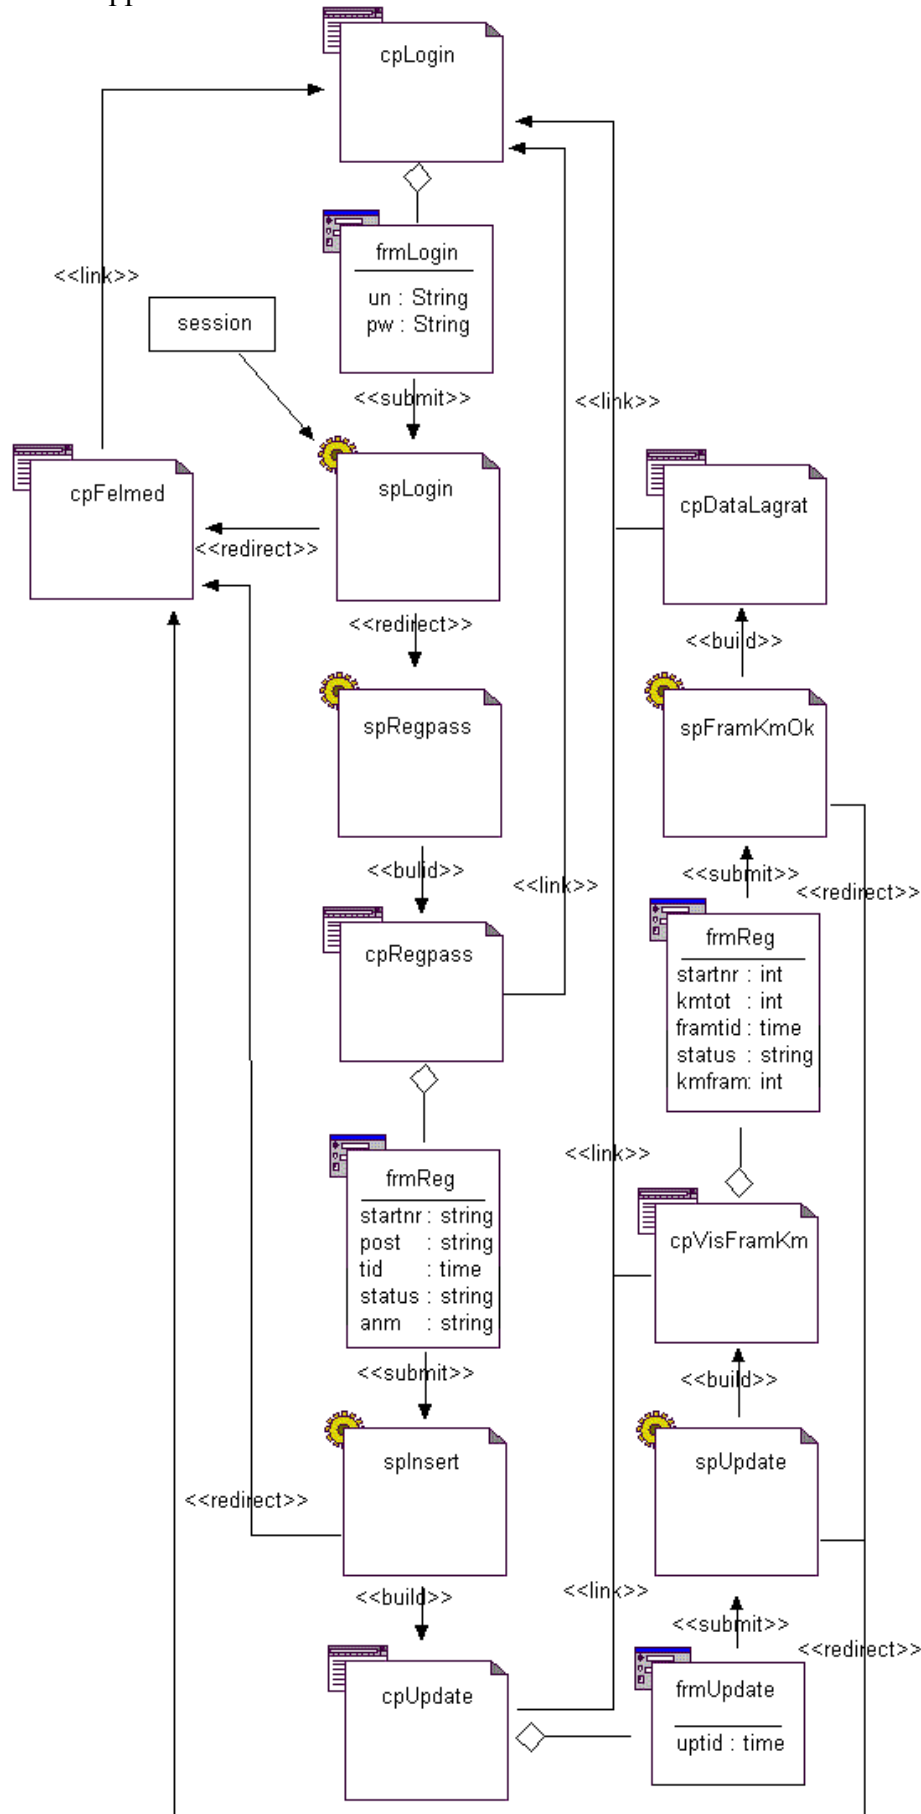 cpLogin
frmLogin
un : String
pw : String
<<link>>
session
<<submit>>
<<link>>
cpFelmed
spLogin
cpDataLagrat
<<redirect>>
<<redirect>>
<<build>>
spRegpass
spFramKmOk
<<bulid>>
<<submit>>
<<link>>
<<redirect>>
cpRegpass
frmReg
startnr : int
kmtot : int
framtid : time
status : string
kmfram: int
<<link>>
frmReg
startnr : string
post : string
tid : time
status : string
anm : string
cpVisFramKm
<<submit>>
<<build>>
spInsert
spUpdate
<<redirect>>
<<build>>
<<link>>
<<submit>>
<<redirect>>
cpUpdate
frmUpdate
uptid : time